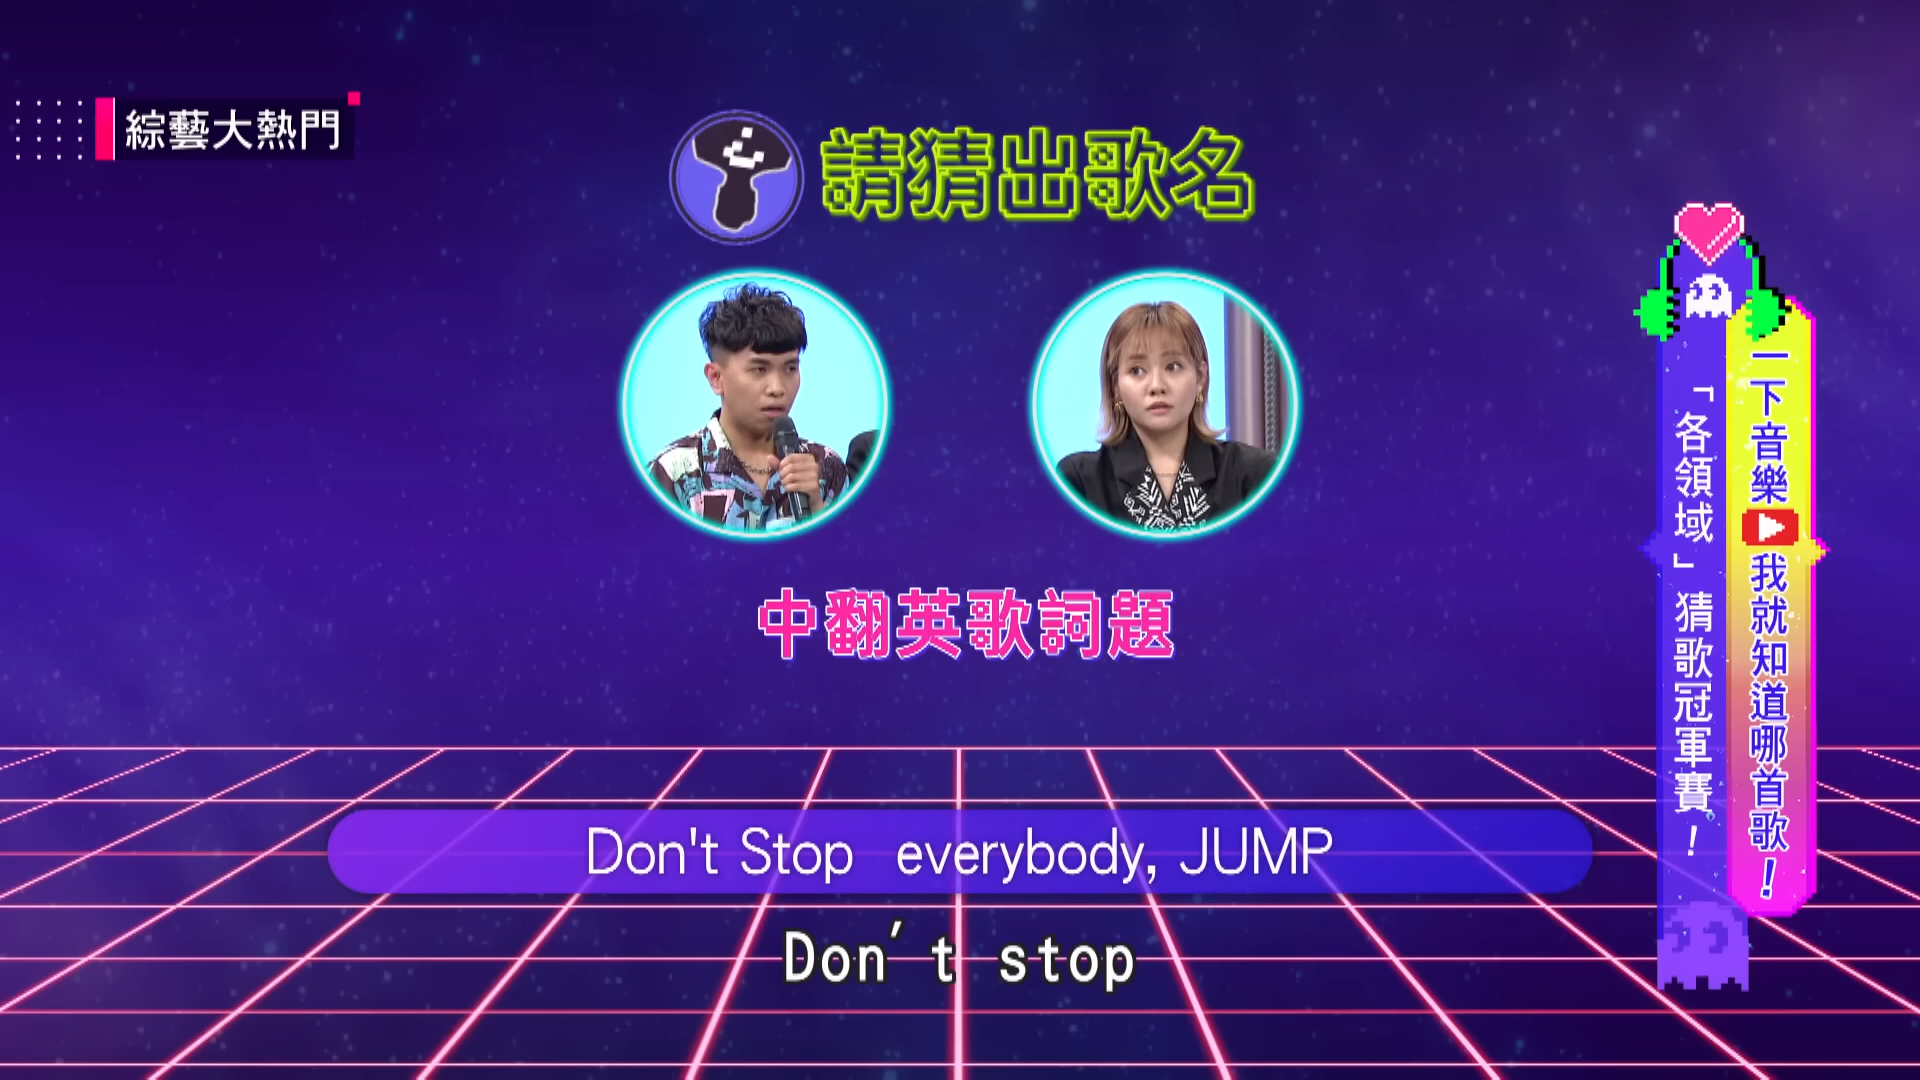 綜藝大熱門
請猜出歌名
中翻英歌詞題
一下音樂 我就知道哪首歌！
「各領域」猜歌冠軍賽！
Don't Stop  everybody, JUMP
Don't stop